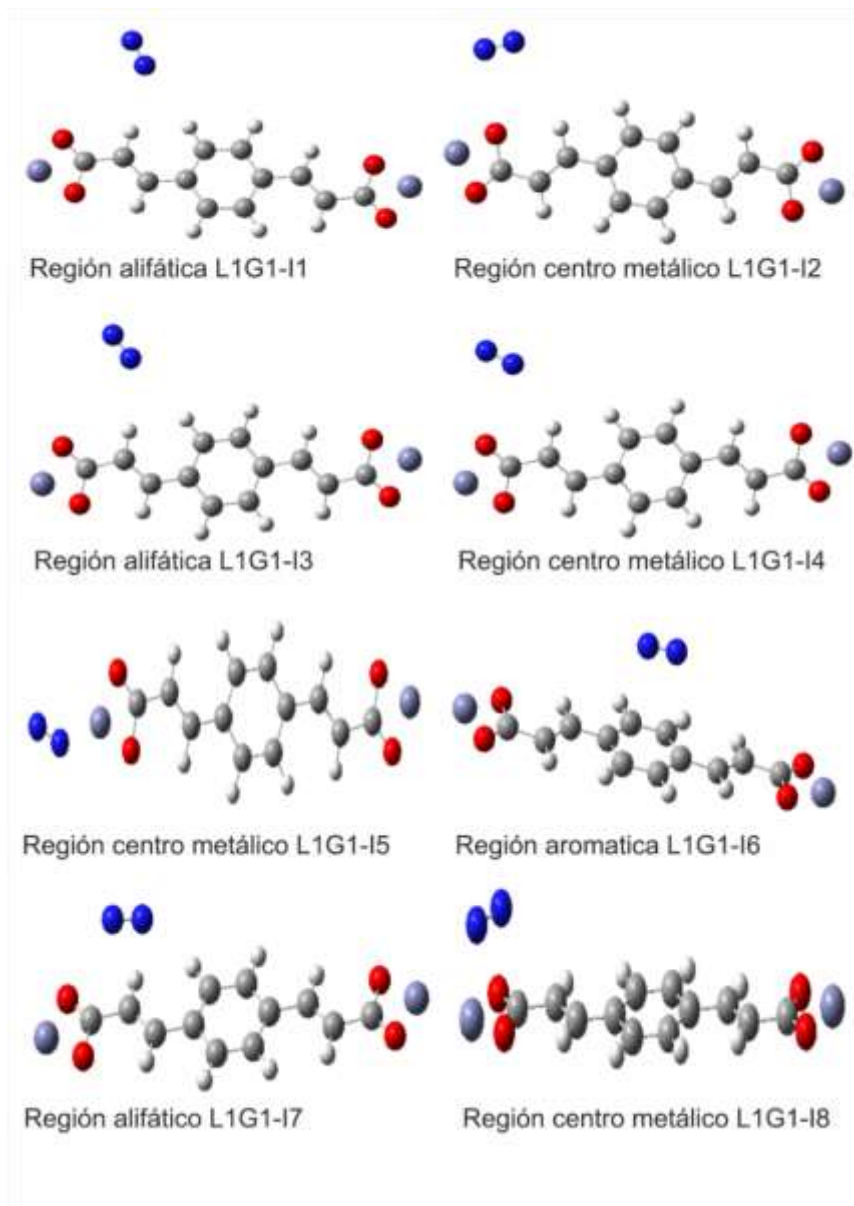 Región alifática L1G1-I1
Región centro metálico L1G1-I2
Región alifática L1G1-I3
Región centro metálico L1G1-I4
Región centro metálico L1G1-I5
Región aromatica L1G1-I6
Región alifático L1G1-I7
Región centro metálico L1G1-I8